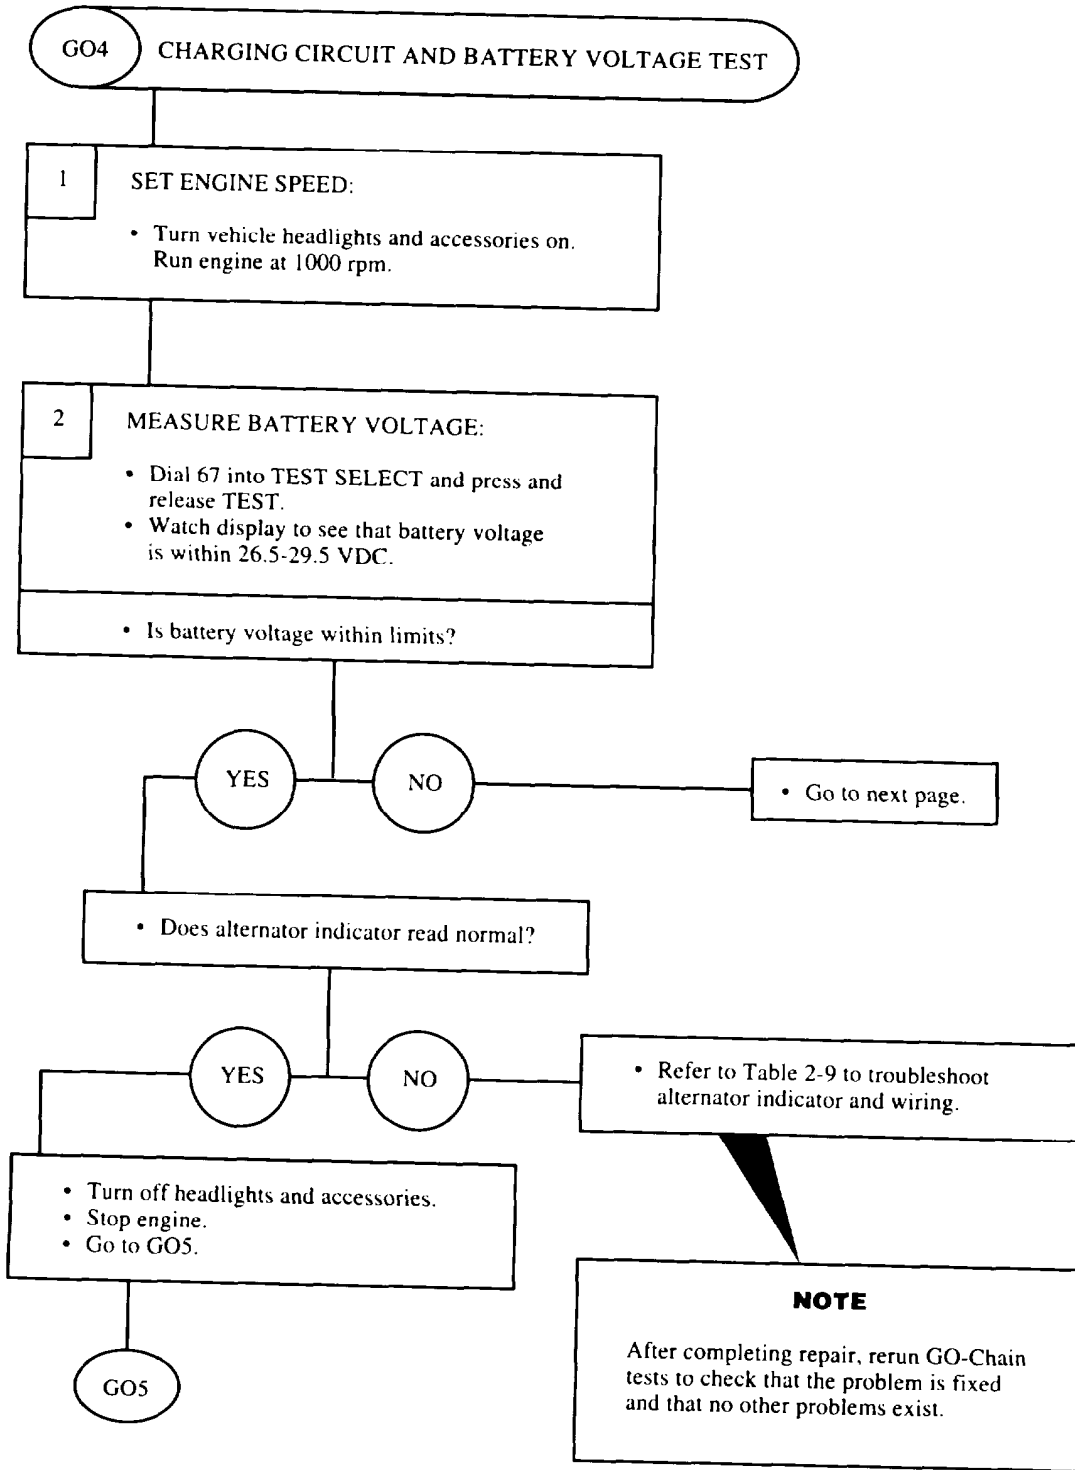 GO4 CHARGING CIRCUIT AND BATTERY VOLTAGE TEST
1
SET ENGINE SPEED:
• Turn vehicle headlights and accessories on.
Run engine at 1000 rpm.
2
MEASURE BATTERY VOLTAGE:
• Dial 67 into TEST SELECT and press and
release TEST.
• Watch display to see that battery voltage
is within 26.5-29.5 VDC.
• Is battery voltage within limits?
YES
NO
• Go to next page.
• Does alternator indicator read normal?
YES
NO
• Refer to Table 2-9 to troubleshoot
alternator indicator and wiring.
• Turn off headlights and accessories.
• Stop engine.
• Go to GO5.
GO5
NOTE
After completing repair, rerun GO-Chain
tests to check that the problem is fixed
and that no other problems exist.